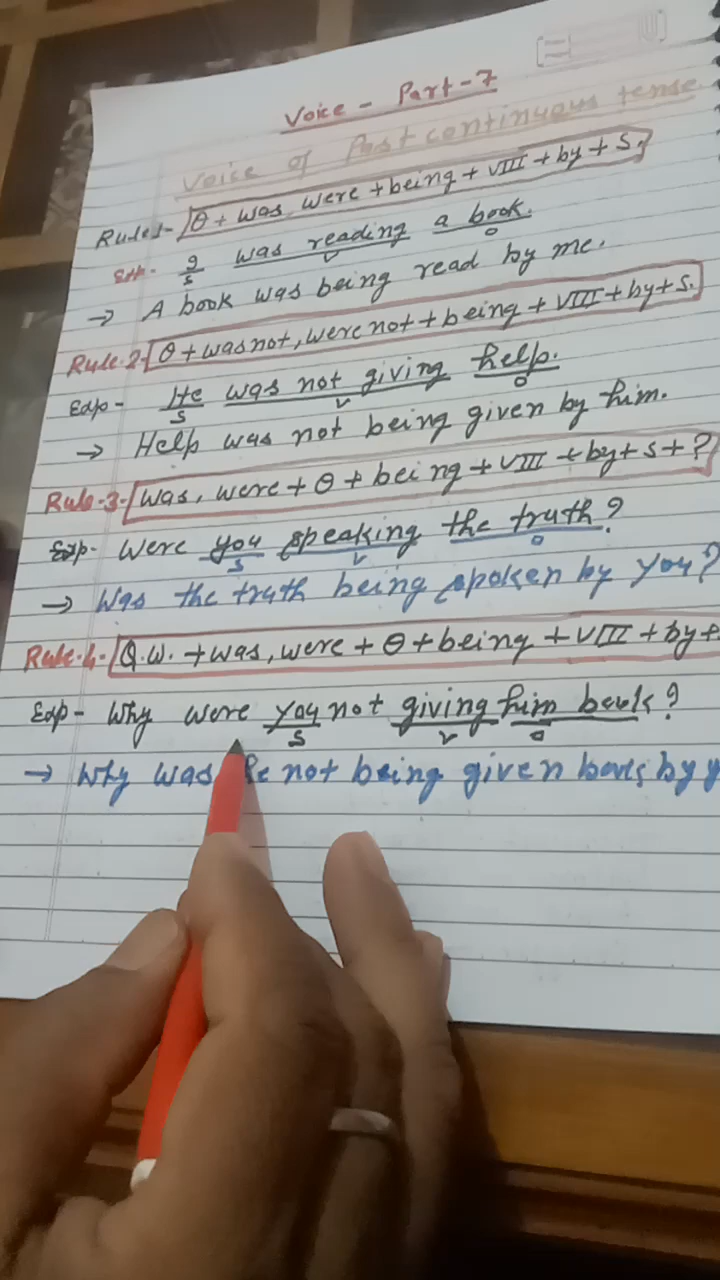 Voice - Part-7
Voice of Past continuous tense
Rule1- O + was, were + being + VIII + by + S.
Exp. I was reading a book.
S V O
→ A book was being read by me.
Rule-2- O + was not, were not + being + VIII + by + S.
Exp- He was not giving help.
S V O
→ Help was not being given by him.
Rule-3- Was, were + O + being + VIII + by + S + ?
Exp- Were you speaking the truth?
S V O
→ Was the truth being spoken by you?
Rule-4- Q.W. + was, were + O + being + VIII + by +
Exp- Why were you not giving him book?
S V O
→ Why was he not being given by